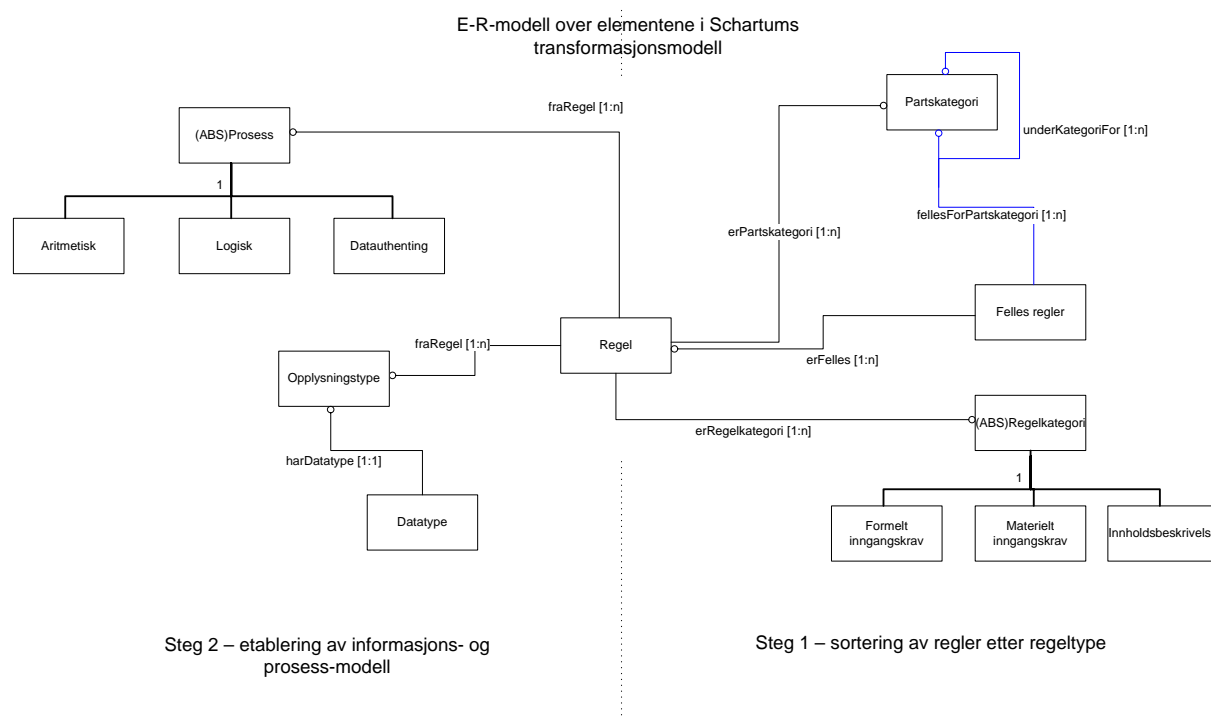 E-R-modell over elementene i Schartums
transformasjonsmodell
fraRegel [1:n]
(ABS)Prosess
1
Aritmetisk
Logisk
Datauthenting
Partskategori
underKategoriFor [1:n]
fellesForPartskategori [1:n]
erPartskategori [1:n]
Felles regler
fraRegel [1:n]
Regel
erFelles [1:n]
Opplysningstype
harDatatype [1:1]
Datatype
erRegelkategori [1:n]
(ABS)Regelkategori
1
Formelt
inngangskrav
Materielt
inngangskrav
Innholdsbeskrivels
Steg 2 – etablering av informasjons- og
prosess-modell
Steg 1 – sortering av regler etter regeltype